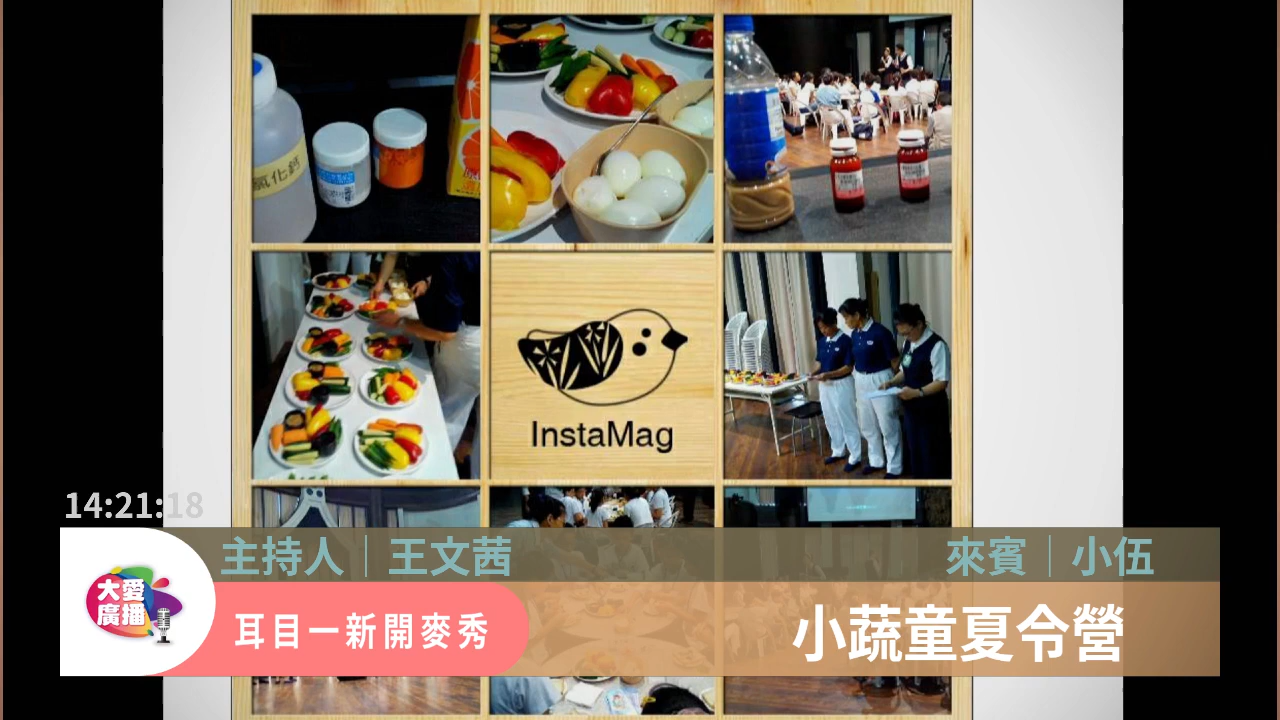 氯化鈣
InstaMag
14:21:18
主持人｜王文茜
來賓｜小伍
大愛
廣播
耳目一新開麥秀
小蔬童夏令營